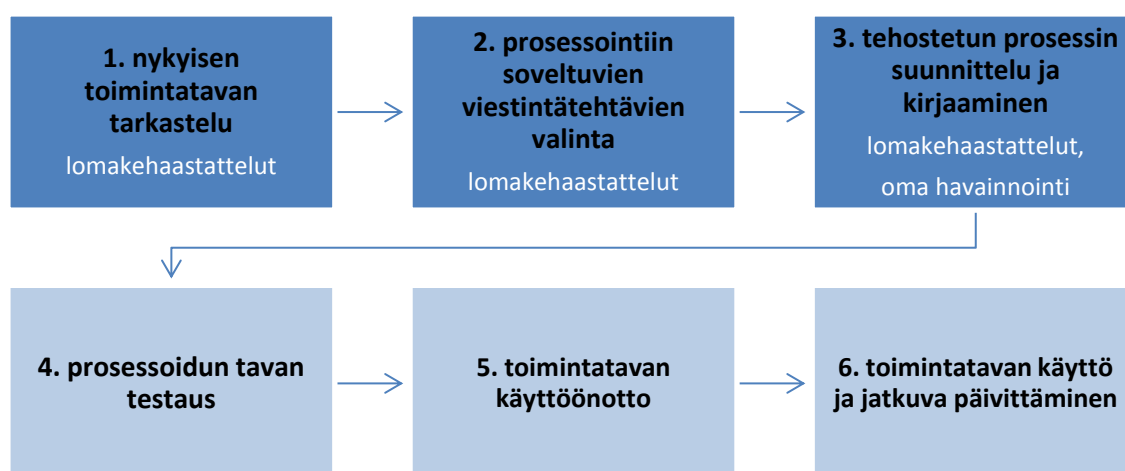 1. nykyisen
toimintatavan
tarkastelu
lomakehaastattelut
2. prosessointiin
soveltuvien
viestintätehtävien
valinta
lomakehaastattelut
3. tehostetun prosessin
suunnittelu ja
kirjaaminen
lomakehaastattelut,
oma havainnointi
4. prosessoidun tavan
testaus
5. toimintatavan
käyttöönotto
6. toimintatavan käyttö
ja jatkuva päivittäminen